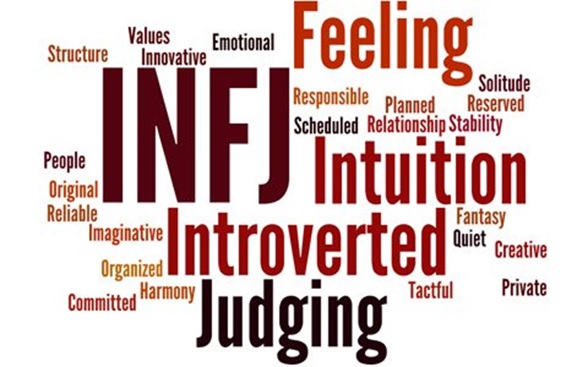 Values
Emotional
Feeling
Structure
Innovative
INFJ
Responsible
Solitude
Planned
Reserved
Scheduled
Relationship
Stability
People
Intuition
Original
Reliable
Imaginative
Introverted
Fantasy
Quiet
Creative
Organized
Harmony
Committed
Tactful
Private
Judging